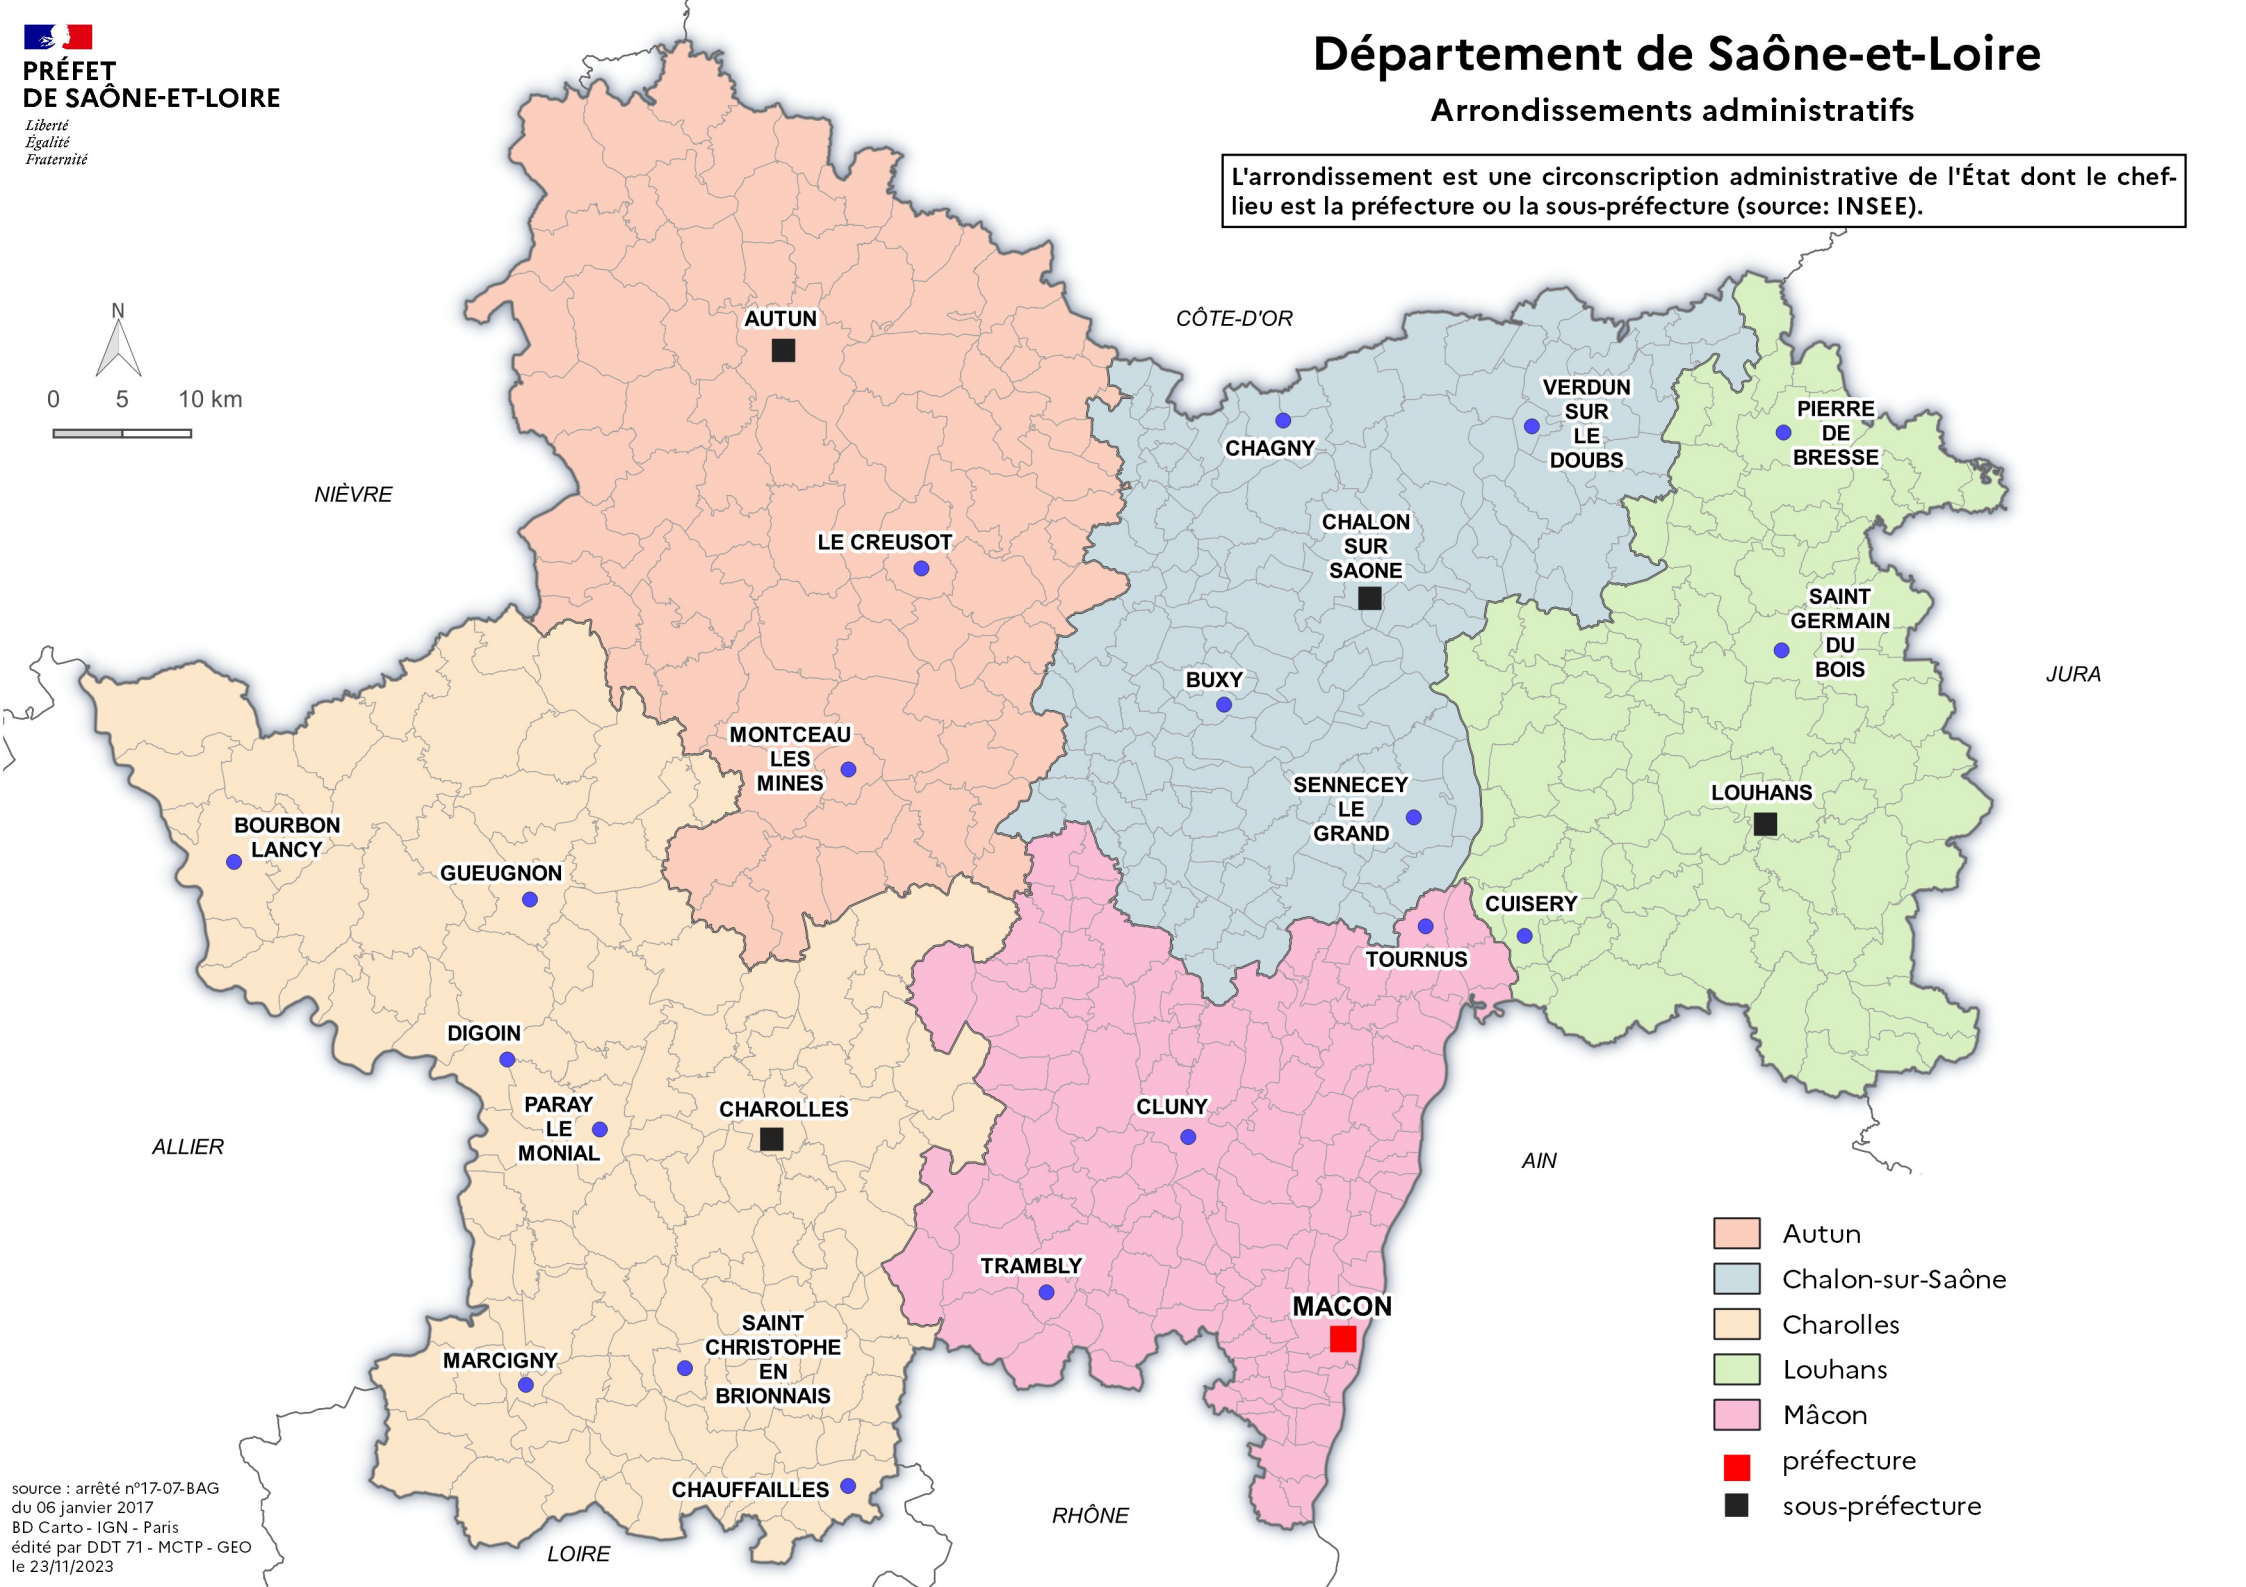 PRÉFET
DE SAÔNE-ET-LOIRE
Liberté
Égalité
Fraternité
Département de Saône-et-Loire
Arrondissements administratifs
L'arrondissement est une circonscription administrative de l'État dont le chef-
lieu est la préfecture ou la sous-préfecture (source: INSEE).
N
0 5 10 km
CÔTE-D'OR
NIÈVRE
JURA
ALLIER
AIN
RHÔNE
LOIRE
AUTUN
LE CREUSOT
MONTCEAU
LES
MINES
CHAGNY
VERDUN
SUR
LE
DOUBS
CHALON
SUR
SAONE
BUXY
SENNECEY
LE
GRAND
PIERRE
DE
BRESSE
SAINT
GERMAIN
DU
BOIS
LOUHANS
CUISERY
TOURNUS
BOURBON
LANCY
GUEUGNON
DIGOIN
PARAY
LE
MONIAL
CHAROLLES
CLUNY
TRAMBLY
MACON
MARCIGNY
SAINT
CHRISTOPHE
EN
BRIONNAIS
CHAUFFAILLES
Autun
Chalon-sur-Saône
Charolles
Louhans
Mâcon
préfecture
sous-préfecture
source : arrêté n°17-07-BAG
du 06 janvier 2017
BD Carto - IGN - Paris
édité par DDT 71 - MCTP - GEO
le 23/11/2023